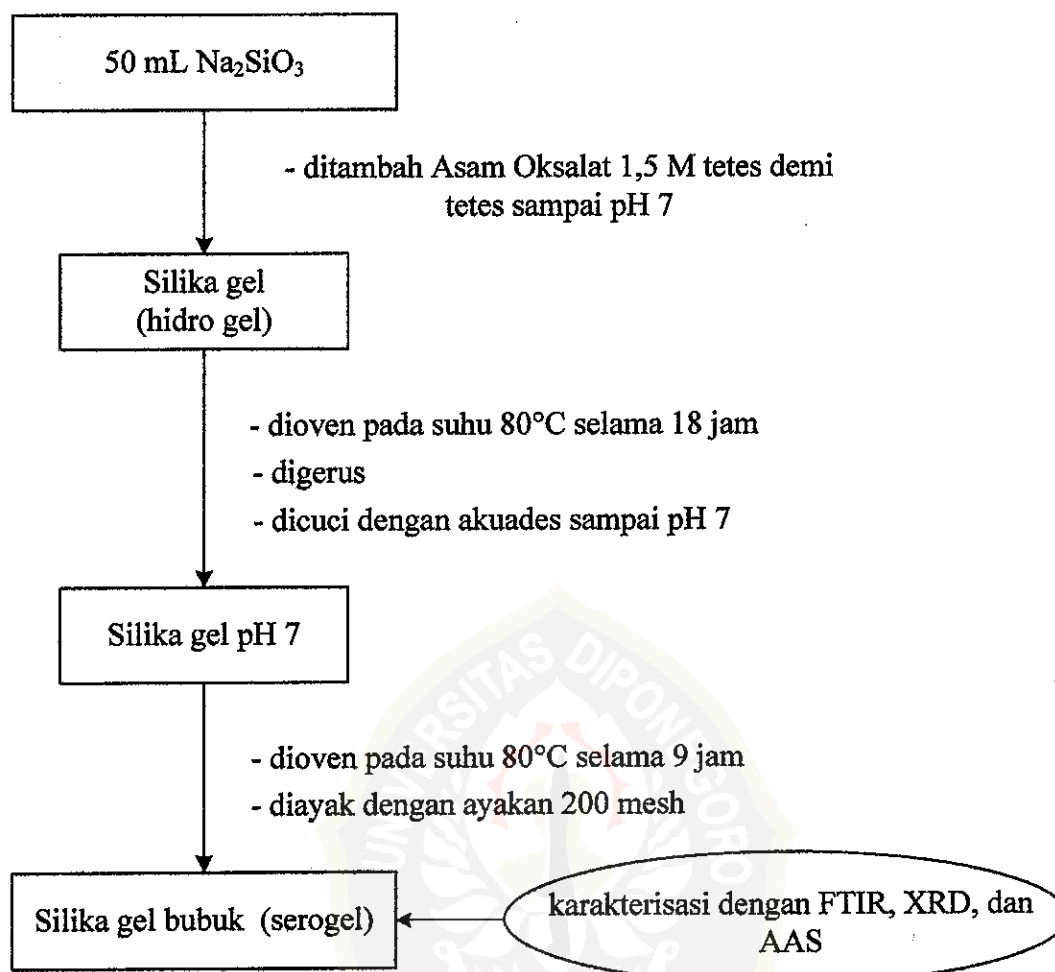 50 mL Na₂SiO₃
- ditambah Asam Oksalat 1,5 M tetes demi
tetes sampai pH 7
Silika gel
(hidro gel)
- dioven pada suhu 80°C selama 18 jam
- digerus
- dicuci dengan akuades sampai pH 7
Silika gel pH 7
UNIVERSITAS DIPONEGORO
- dioven pada suhu 80°C selama 9 jam
- diayak dengan ayakan 200 mesh
Silika gel bubuk (serogel)
karakterisasi dengan FTIR, XRD, dan
AAS